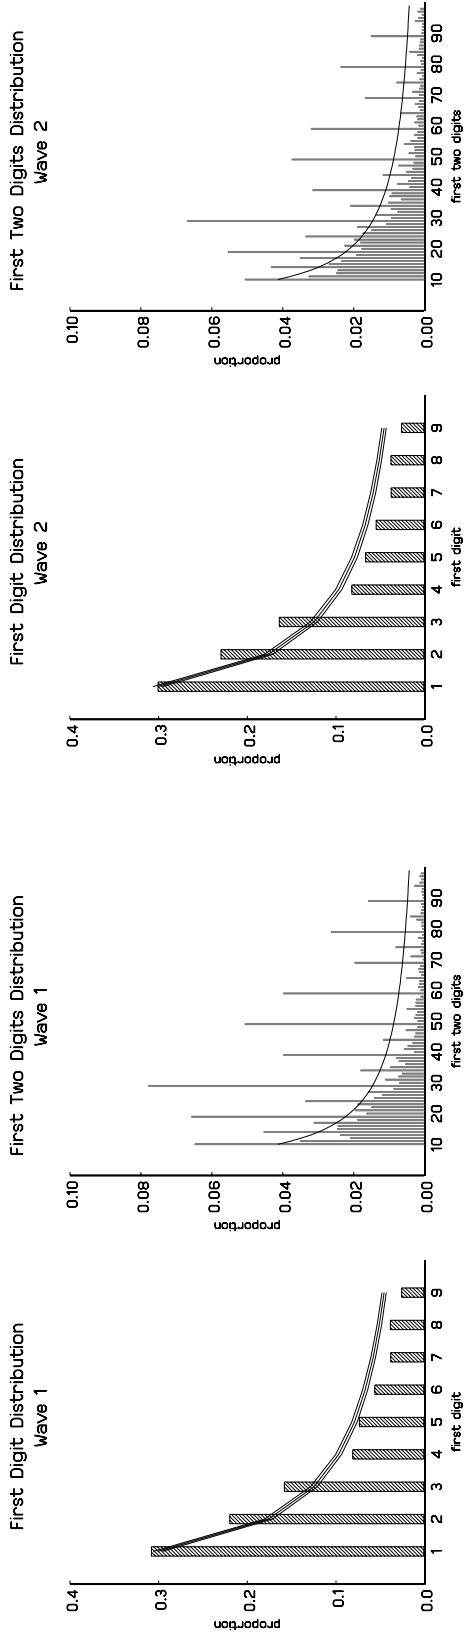 First Digit Distribution
Wave 1
proportion
0.4
0.3
0.2
0.1
0.0
1 2 3 4 5 6 7 8 9
first digit
First Two Digits Distribution
Wave 1
proportion
0.10
0.08
0.06
0.04
0.02
0.00
10 20 30 40 50 60 70 80 90
first two digits
First Digit Distribution
Wave 2
proportion
0.4
0.3
0.2
0.1
0.0
1 2 3 4 5 6 7 8 9
first digit
First Two Digits Distribution
Wave 2
proportion
0.10
0.08
0.06
0.04
0.02
0.00
10 20 30 40 50 60 70 80 90
first two digits